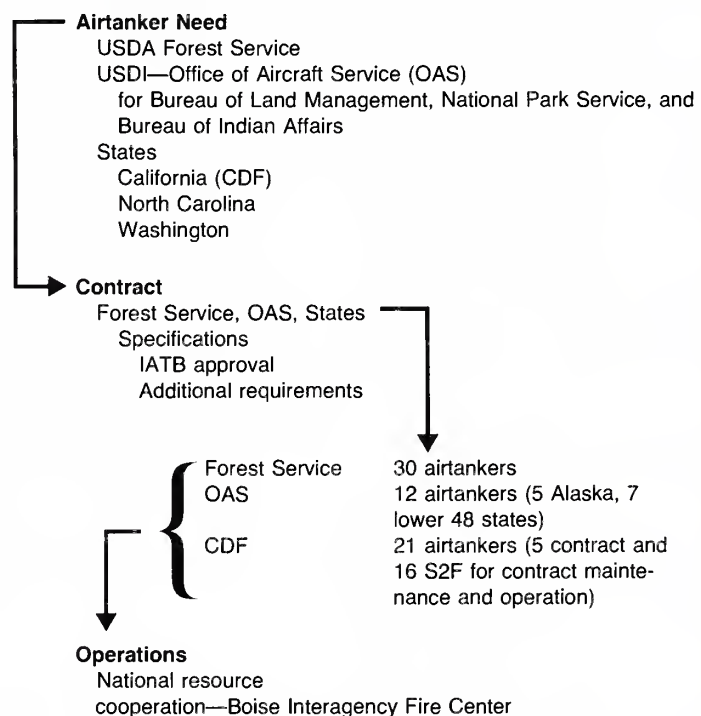 Airtanker Need
USDA Forest Service
USDI—Office of Aircraft Service (OAS)
for Bureau of Land Management, National Park Service, and
Bureau of Indian Affairs
States
California (CDF)
North Carolina
Washington
Contract
Forest Service, OAS, States
Specifications
IATB approval
Additional requirements
Forest Service 30 airtankers
OAS 12 airtankers (5 Alaska, 7
lower 48 states)
CDF 21 airtankers (5 contract and
16 S2F for contract mainte-
nance and operation)
Operations
National resource
cooperation—Boise Interagency Fire Center